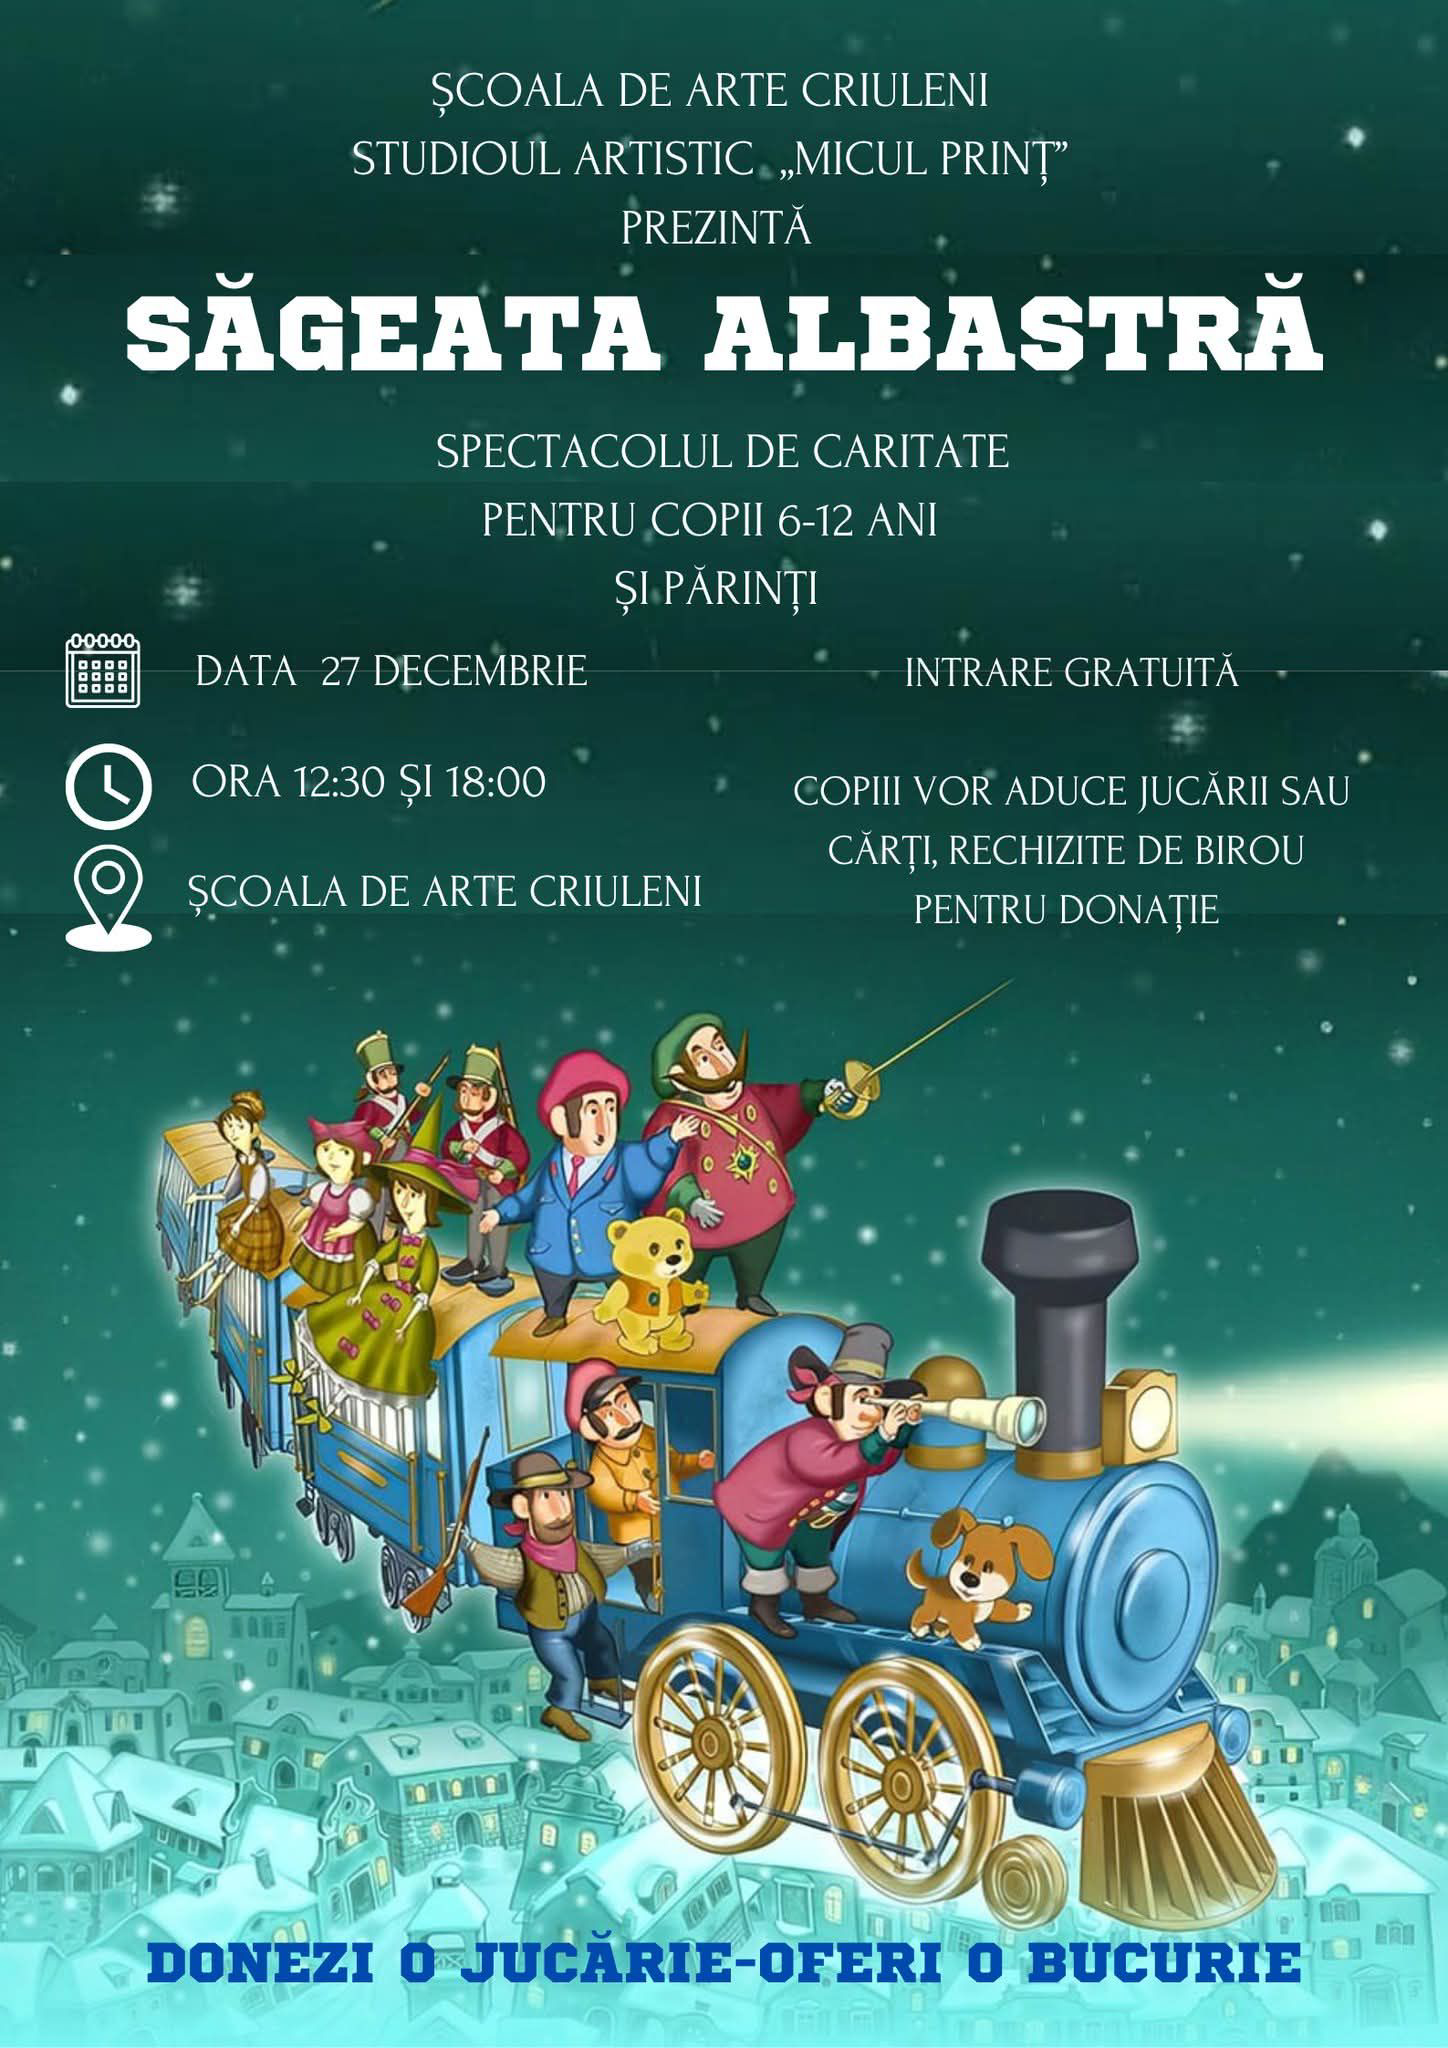 ȘCOALA DE ARTE CRIULENI
STUDIOUL ARTISTIC „MICUL PRINȚ”
PREZINTĂ
SĂGEATA ALBASTRĂ
SPECTACOLUL DE CARITATE
PENTRU COPII 6-12 ANI
ȘI PĂRINȚI
DATA 27 DECEMBRIE
ORA 12:30 ȘI 18:00
ȘCOALA DE ARTE CRIULENI
INTRARE GRATUITĂ
COPIII VOR ADUCE JUCĂRII SAU
CĂRȚI, RECHIZITE DE BIROU
PENTRU DONAȚIE
DONEZI O JUCĂRIE-OFERI O BUCURIE